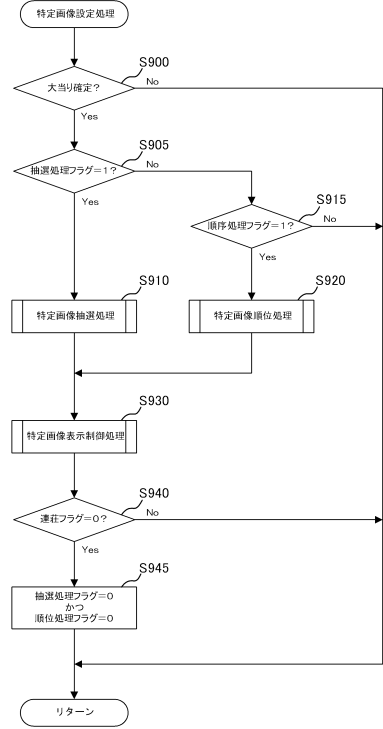 特定画像設定処理
S900
大当り確定？
No
Yes
S905
抽選処理フラグ＝1？
No
Yes
S915
順序処理フラグ＝1？
No
Yes
S910
特定画像抽選処理
S920
特定画像順位処理
S930
特定画像表示制御処理
S940
連荘フラグ＝0？
No
Yes
S945
抽選処理フラグ＝0
かつ
順位処理フラグ＝0
リターン